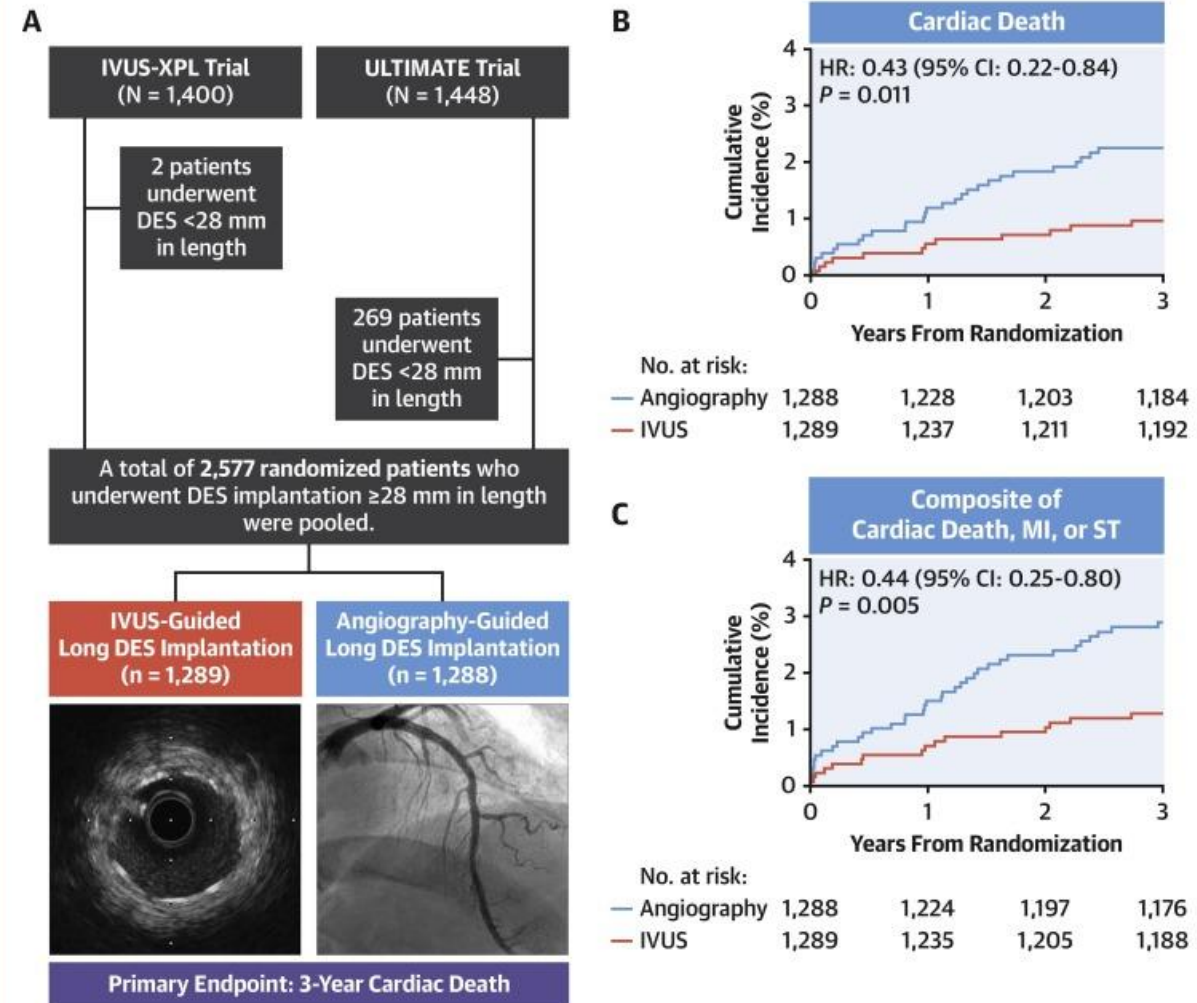 A
IVUS-XPL Trial
(N = 1,400)
ULTIMATE Trial
(N = 1,448)
2 patients
underwent
DES <28 mm
in length
269 patients
underwent
DES <28 mm
in length
A total of 2,577 randomized patients who
underwent DES implantation ≥28 mm in length
were pooled.
IVUS-Guided
Long DES Implantation
(n = 1,289)
Angiography-Guided
Long DES Implantation
(n = 1,288)
Primary Endpoint: 3-Year Cardiac Death
B
Cardiac Death
HR: 0.43 (95% CI: 0.22-0.84)
P = 0.011
Cumulative
Incidence (%)
4
3
2
1
0
0 1 2 3
Years From Randomization
No. at risk:
Angiography 1,288 1,228 1,203 1,184
IVUS 1,289 1,237 1,211 1,192
C
Composite of
Cardiac Death, MI, or ST
HR: 0.44 (95% CI: 0.25-0.80)
P = 0.005
Cumulative
Incidence (%)
4
3
2
1
0
0 1 2 3
Years From Randomization
No. at risk:
Angiography 1,288 1,224 1,197 1,176
IVUS 1,289 1,235 1,205 1,188